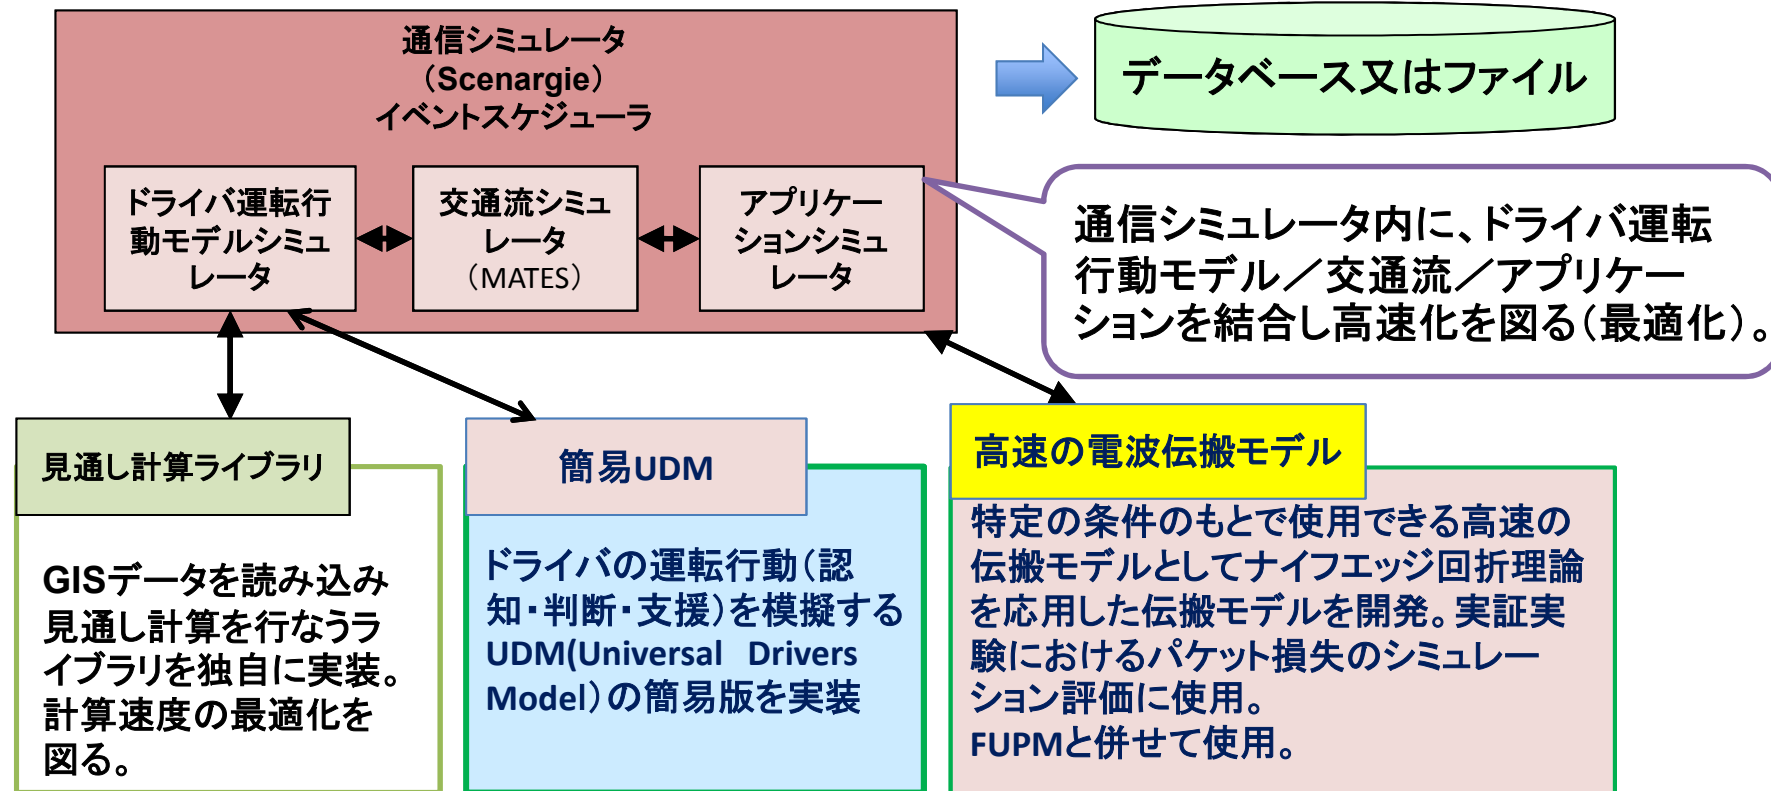 通信シミュレータ
（Scenargie）
イベントスケジューラ
データベース又はファイル
ドライバ運転行
動モデルシミュ
レータ
交通流シミュ
レータ
（MATES）
アプリケー
ションシミュ
レータ
通信シミュレータ内に、ドライバ運転
行動モデル／交通流／アプリケー
ションを結合し高速化を図る（最適化）。
見通し計算ライブラリ
GISデータを読み込み
見通し計算を行なうラ
イブラリを独自に実装。
計算速度の最適化を
図る。
簡易UDM
ドライバの運転行動（認
知・判断・支援）を模擬する
UDM(Universal Drivers
Model）の簡易版を実装
高速の電波伝搬モデル
特定の条件のもとで使用できる高速の
伝搬モデルとしてナイフエッジ回折理論
を応用した伝搬モデルを開発。実証実
験におけるパケット損失のシミュレー
ション評価に使用。
FUPMと併せて使用。